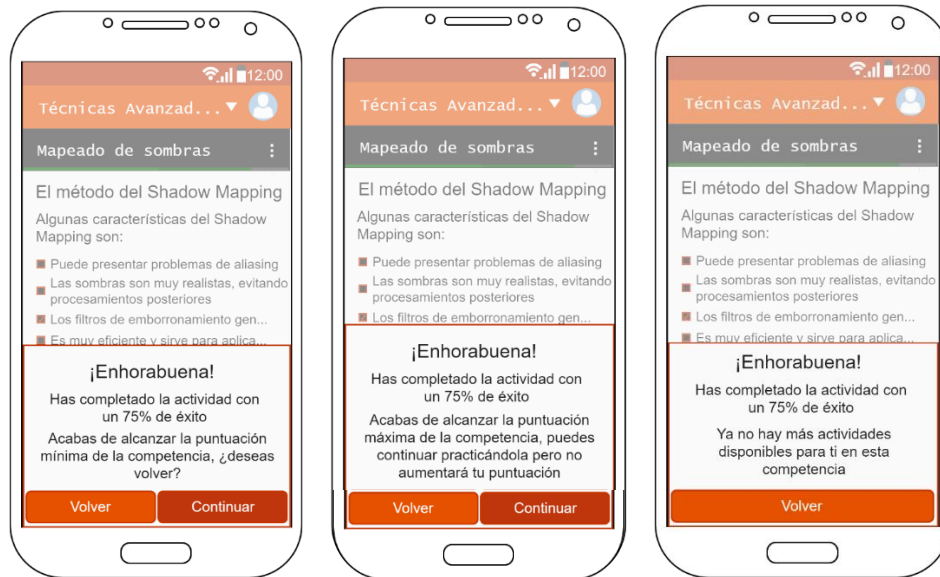 12:00
Técnicas Avanzad...
Mapeado de sombras
El método del Shadow Mapping
Algunas características del Shadow
Mapping son:
Puede presentar problemas de aliasing
Las sombras son muy realistas, evitando
procesamientos posteriores
Los filtros de emborronamiento gen...
Es muy eficiente y sirve para aplica...
¡Enhorabuena!
Has completado la actividad con
un 75% de éxito
Acabas de alcanzar la puntuación
mínima de la competencia, ¿deseas
volver?
Volver
Continuar
12:00
Técnicas Avanzad...
Mapeado de sombras
El método del Shadow Mapping
Algunas características del Shadow
Mapping son:
Puede presentar problemas de aliasing
Las sombras son muy realistas, evitando
procesamientos posteriores
Los filtros de emborronamiento gen...
¡Enhorabuena!
Has completado la actividad con
un 75% de éxito
Acabas de alcanzar la puntuación
máxima de la competencia, puedes
continuar practicándola pero no
aumentará tu puntuación
Volver
Continuar
12:00
Técnicas Avanzad...
Mapeado de sombras
El método del Shadow Mapping
Algunas características del Shadow
Mapping son:
Puede presentar problemas de aliasing
Las sombras son muy realistas, evitando
procesamientos posteriores
Los filtros de emborronamiento gen...
Es muy eficiente y sirve para aplica...
¡Enhorabuena!
Has completado la actividad con
un 75% de éxito
Ya no hay más actividades
disponibles para ti en esta
competencia
Volver